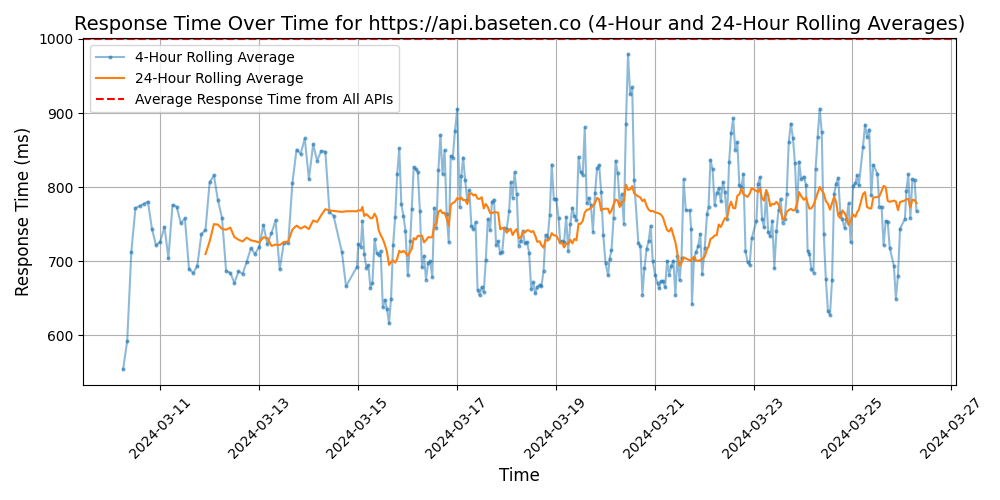 Response Time Over Time for https://api.baseten.co (4-Hour and 24-Hour Rolling Averages)
4-Hour Rolling Average
24-Hour Rolling Average
Average Response Time from All APIs
Response Time (ms)
1000
900
800
700
600
2024-03-11
2024-03-13
2024-03-15
2024-03-17
2024-03-19
2024-03-21
2024-03-23
2024-03-25
2024-03-27
Time